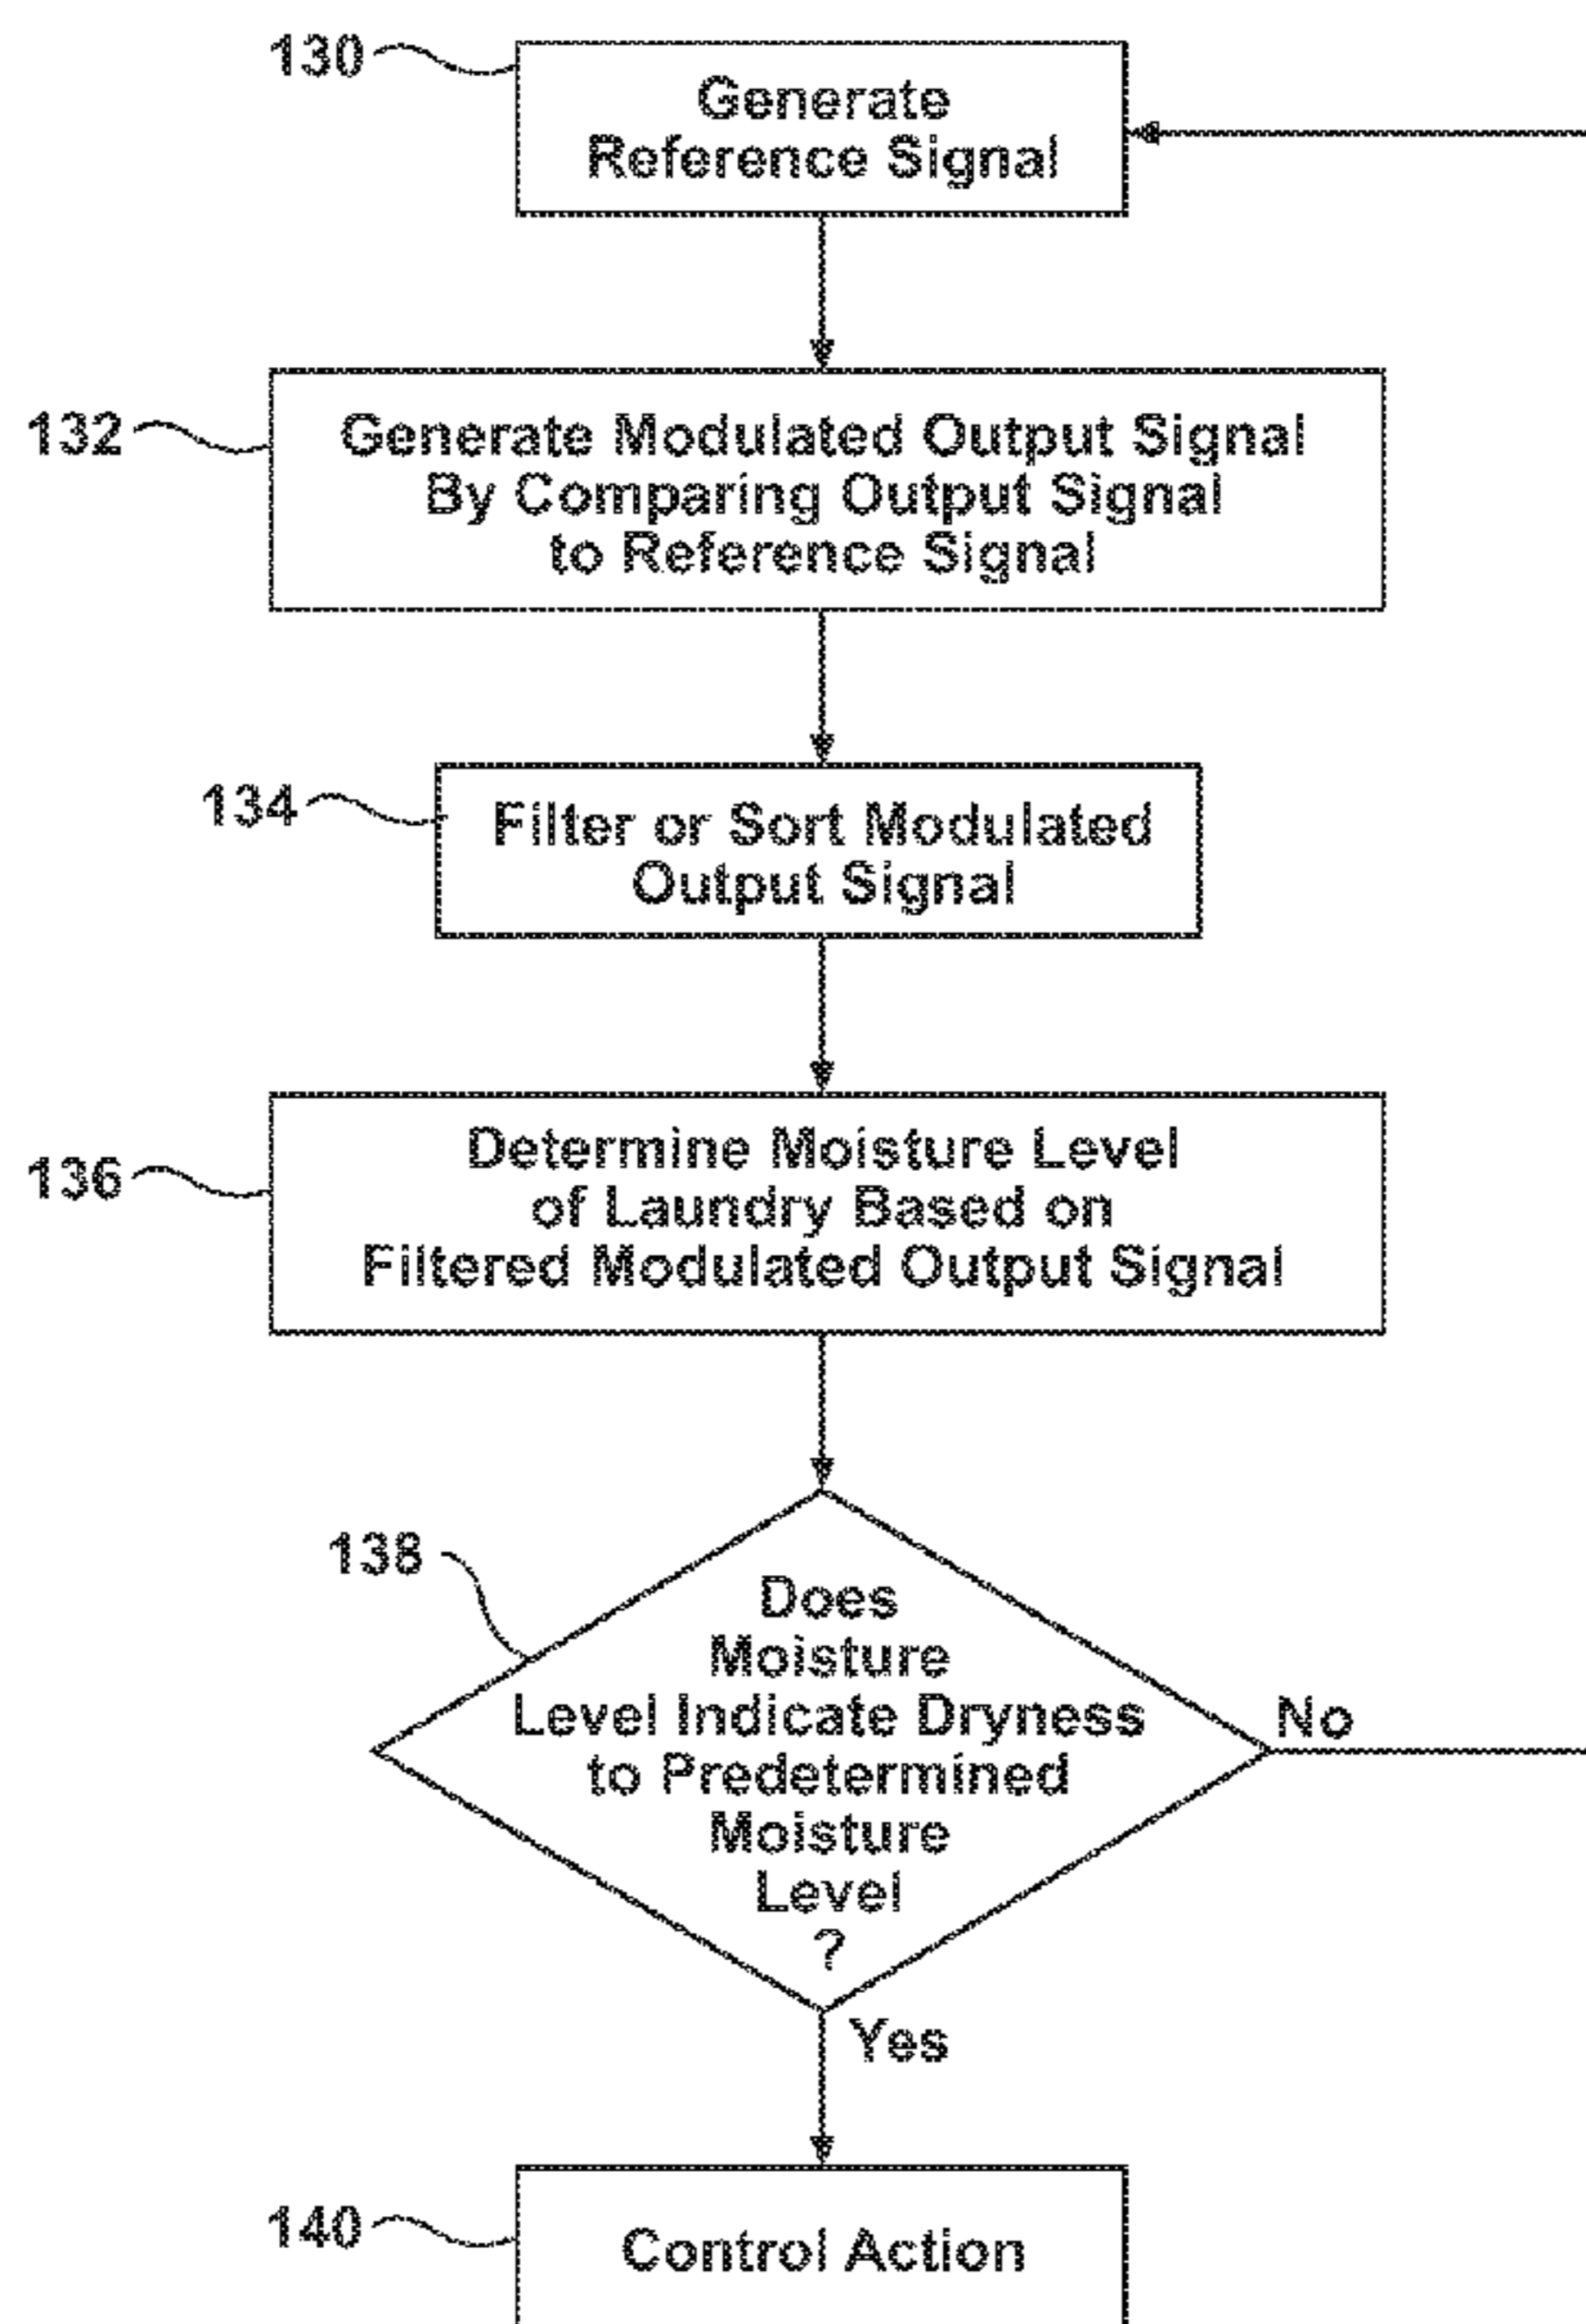 130
Generate
Reference Signal
132
Generate Modulated Output Signal
By Comparing Output Signal
to Reference Signal
134
Filter or Sort Modulated
Output Signal
136
Determine Moisture Level
of Laundry Based on
Filtered Modulated Output Signal
138
Does
Moisture
Level Indicate Dryness
to Predetermined
Moisture
Level
?
No
Yes
140
Control Action